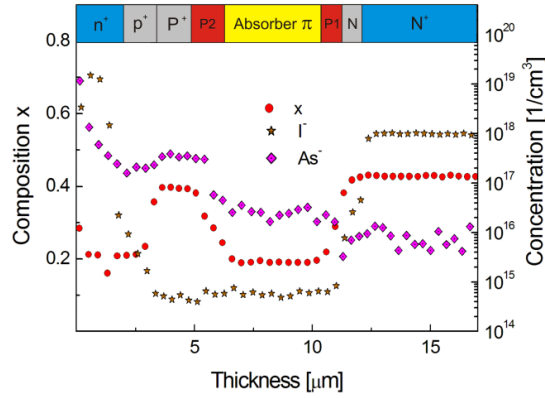 n⁺ p⁺ P⁺ P2 Absorber π P1 N N⁺
0.8
0.6
0.4
0.2
Composition x
x
I⁻
As⁻
10²⁰
10¹⁹
10¹⁸
10¹⁷
10¹⁶
10¹⁵
10¹⁴
Concentration [1/cm³]
5 10 15
Thickness [μm]